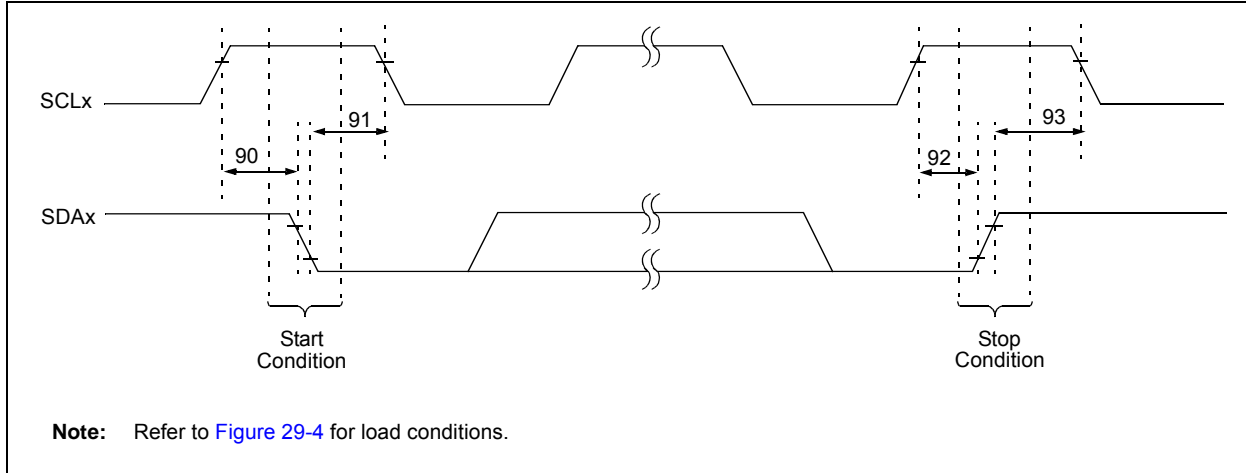 SCLx
91
93
90
92
SDAx
Start
Condition
Stop
Condition
Note: Refer to Figure 29-4 for load conditions.